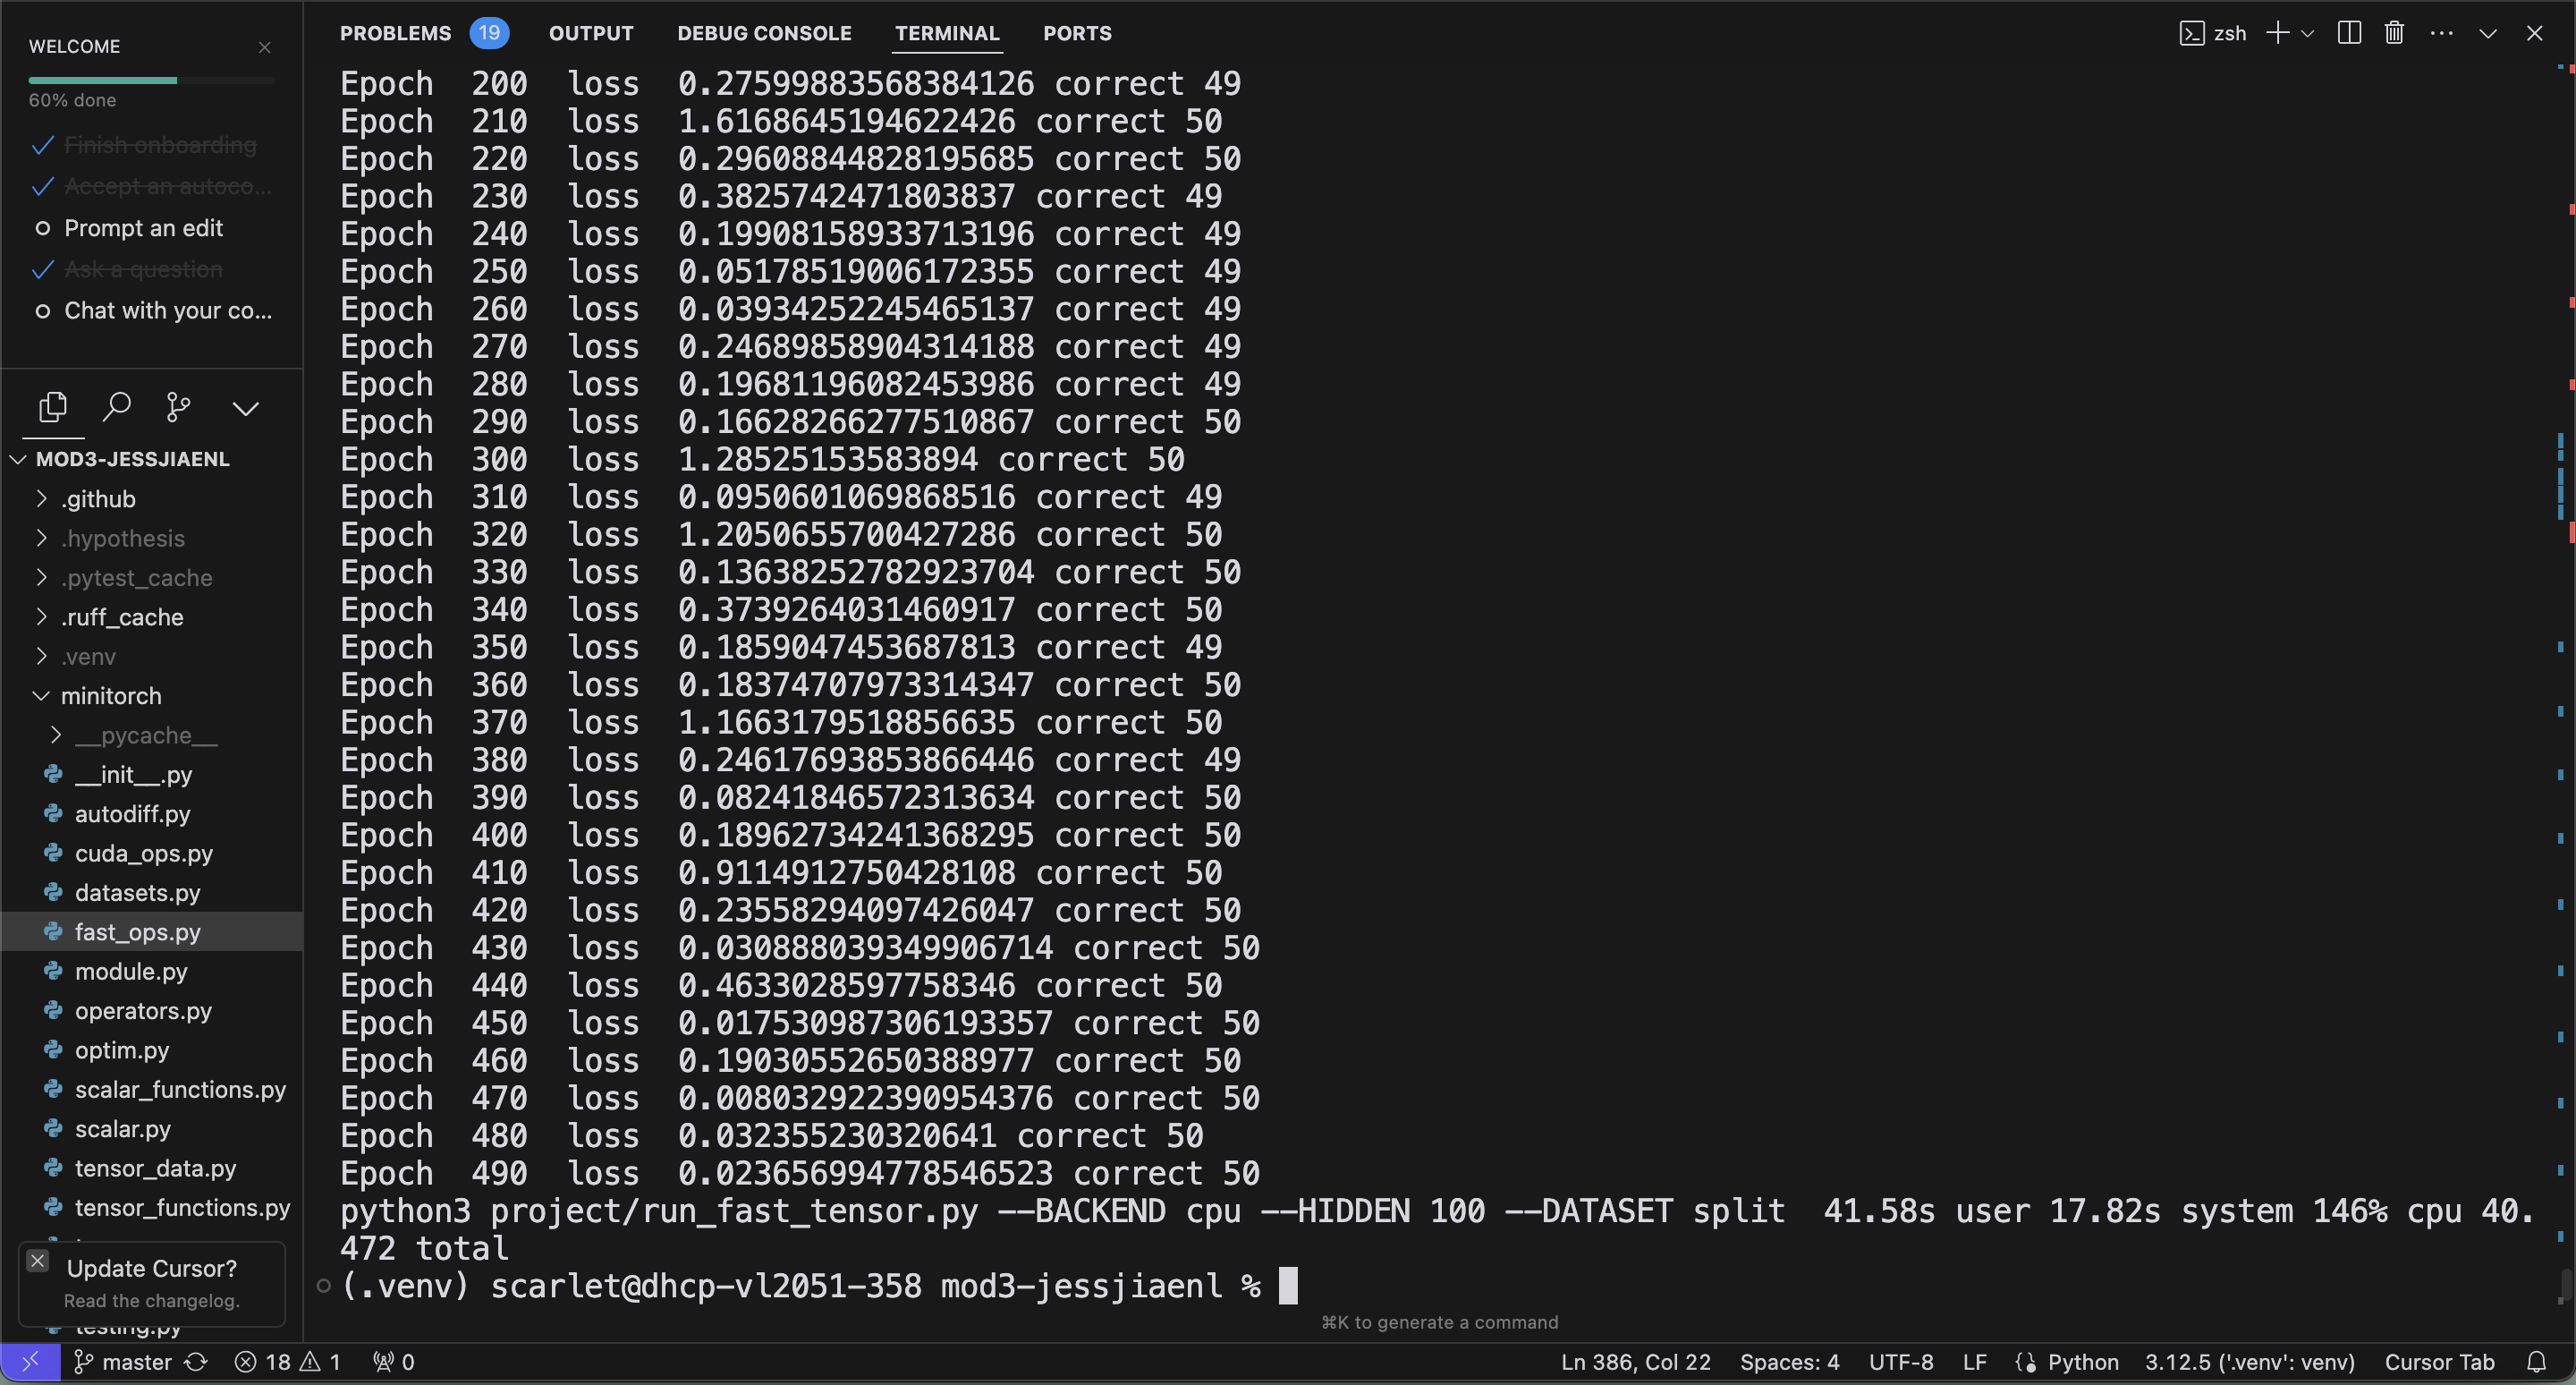 WELCOME
60% done
Finish onboarding
Accept an autoco...
Prompt an edit
Ask a question
Chat with your co...
MOD3-JESSJIAENL
.github
.hypothesis
.pytest_cache
.ruff_cache
.venv
minitorch
__pycache__
__init__.py
autodiff.py
cuda_ops.py
datasets.py
fast_ops.py
module.py
operators.py
optim.py
scalar_functions.py
scalar.py
tensor_data.py
tensor_functions.py
Update Cursor?
Read the changelog.
testing.py
PROBLEMS 19 OUTPUT DEBUG CONSOLE TERMINAL PORTS
zsh
Epoch 200 loss 0.27599883568384126 correct 49
Epoch 210 loss 1.6168645194622426 correct 50
Epoch 220 loss 0.29608844828195685 correct 50
Epoch 230 loss 0.3825742471803837 correct 49
Epoch 240 loss 0.19908158933713196 correct 49
Epoch 250 loss 0.05178519006172355 correct 49
Epoch 260 loss 0.03934252245465137 correct 49
Epoch 270 loss 0.24689858904314188 correct 49
Epoch 280 loss 0.19681196082453986 correct 49
Epoch 290 loss 0.16628266277510867 correct 50
Epoch 300 loss 1.28525153583894 correct 50
Epoch 310 loss 0.0950601069868516 correct 49
Epoch 320 loss 1.2050655700427286 correct 50
Epoch 330 loss 0.13638252782923704 correct 50
Epoch 340 loss 0.3739264031460917 correct 50
Epoch 350 loss 0.1859047453687813 correct 49
Epoch 360 loss 0.18374707973314347 correct 50
Epoch 370 loss 1.1663179518856635 correct 50
Epoch 380 loss 0.24617693853866446 correct 49
Epoch 390 loss 0.08241846572313634 correct 50
Epoch 400 loss 0.18962734241368295 correct 50
Epoch 410 loss 0.9114912750428108 correct 50
Epoch 420 loss 0.23558294097426047 correct 50
Epoch 430 loss 0.030888039349906714 correct 50
Epoch 440 loss 0.4633028597758346 correct 50
Epoch 450 loss 0.017530987306193357 correct 50
Epoch 460 loss 0.19030552650388977 correct 50
Epoch 470 loss 0.008032922390954376 correct 50
Epoch 480 loss 0.032355230320641 correct 50
Epoch 490 loss 0.023656994778546523 correct 50
python3 project/run_fast_tensor.py --BACKEND cpu --HIDDEN 100 --DATASET split 41.58s user 17.82s system 146% cpu 40.
472 total
(.venv) scarlet@dhcp-vl2051-358 mod3-jessjiaenl %
⌘K to generate a command
master 18 1 0 Ln 386, Col 22 Spaces: 4 UTF-8 LF Python 3.12.5 ('.venv': venv) Cursor Tab